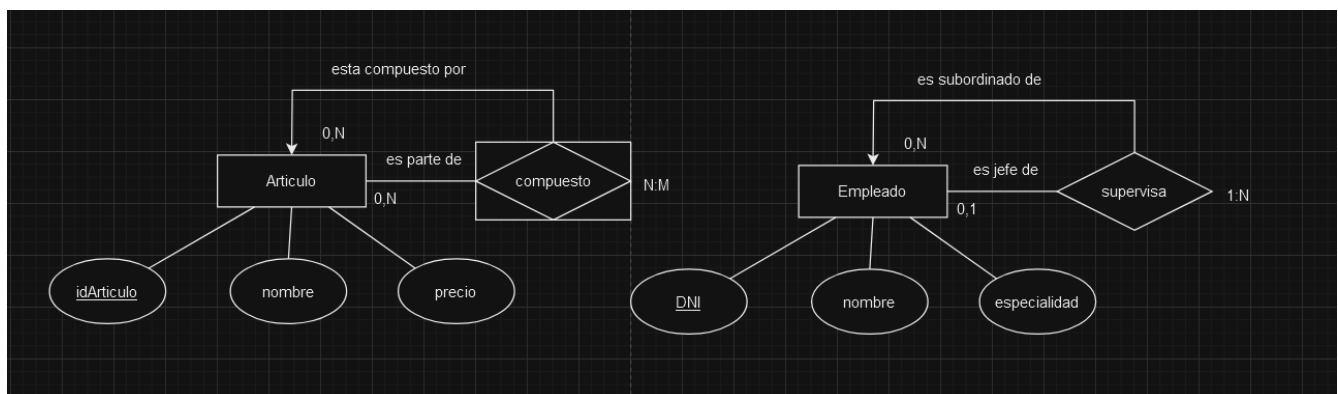 esta compuesto por
0,N
Articulo
es parte de
0,N
compuesto
N:M
idArticulo
nombre
precio
es subordinado de
0,N
Empleado
es jefe de
0,1
supervisa
1:N
DNI
nombre
especialidad